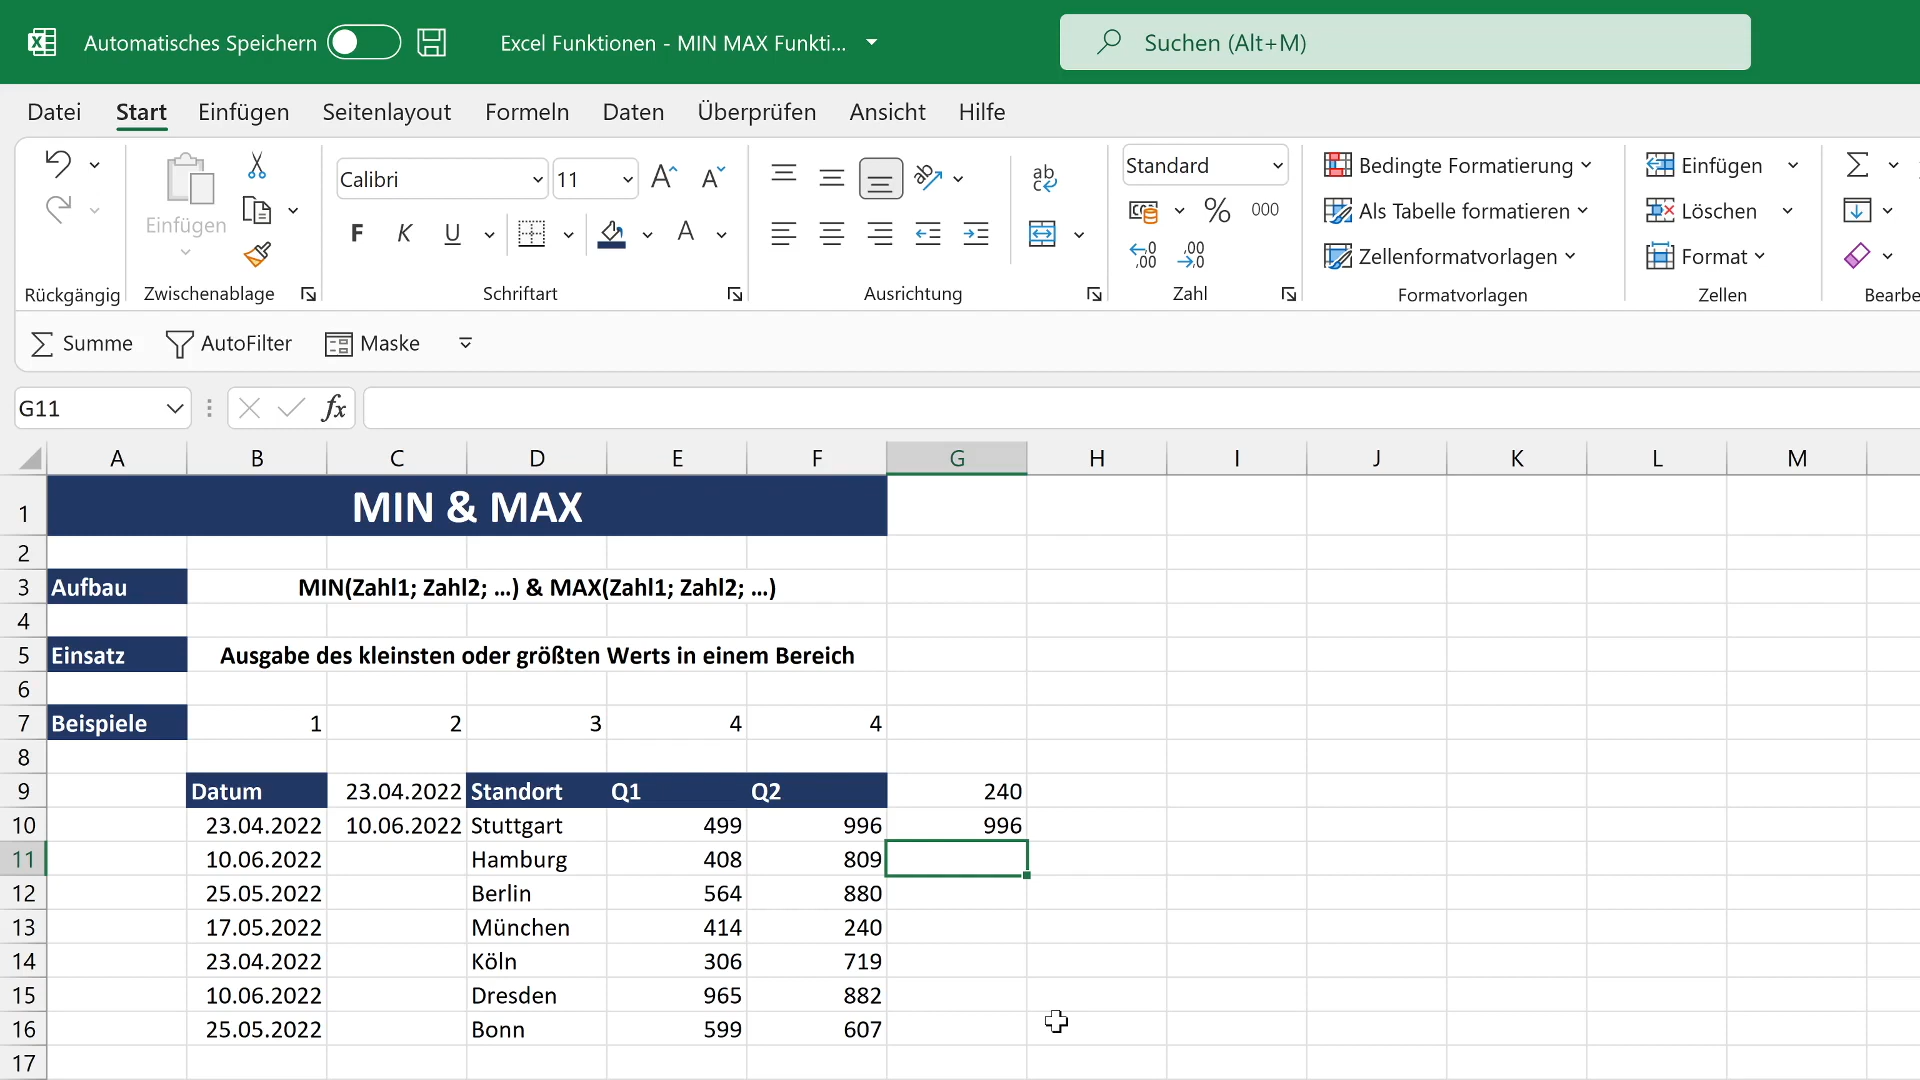 Automatisches Speichern
Excel Funktionen - MIN MAX Funkti...
Suchen (Alt+M)
Datei Start Einfügen Seitenlayout Formeln Daten Überprüfen Ansicht Hilfe
Einfügen
Calibri 11
F K U A
ab
Standard
% 000
Bedingte Formatierung
Als Tabelle formatieren
Zellenformatvorlagen
Einfügen
Löschen
Format
Rückgängig Zwischenablage Schriftart Ausrichtung Zahl Formatvorlagen Zellen Bearbe
Summe AutoFilter Maske
G11 fx
A B C D E F G H I J K L M
1 MIN & MAX
2
3 Aufbau MIN(Zahl1; Zahl2; ...) & MAX(Zahl1; Zahl2; ...)
4
5 Einsatz Ausgabe des kleinsten oder größten Werts in einem Bereich
6
7 Beispiele 1 2 3 4 4
8
9 Datum 23.04.2022 Standort Q1 Q2 240
10 23.04.2022 10.06.2022 Stuttgart 499 996 996
11 10.06.2022 Hamburg 408 809
12 25.05.2022 Berlin 564 880
13 17.05.2022 München 414 240
14 23.04.2022 Köln 306 719
15 10.06.2022 Dresden 965 882
16 25.05.2022 Bonn 599 607
17